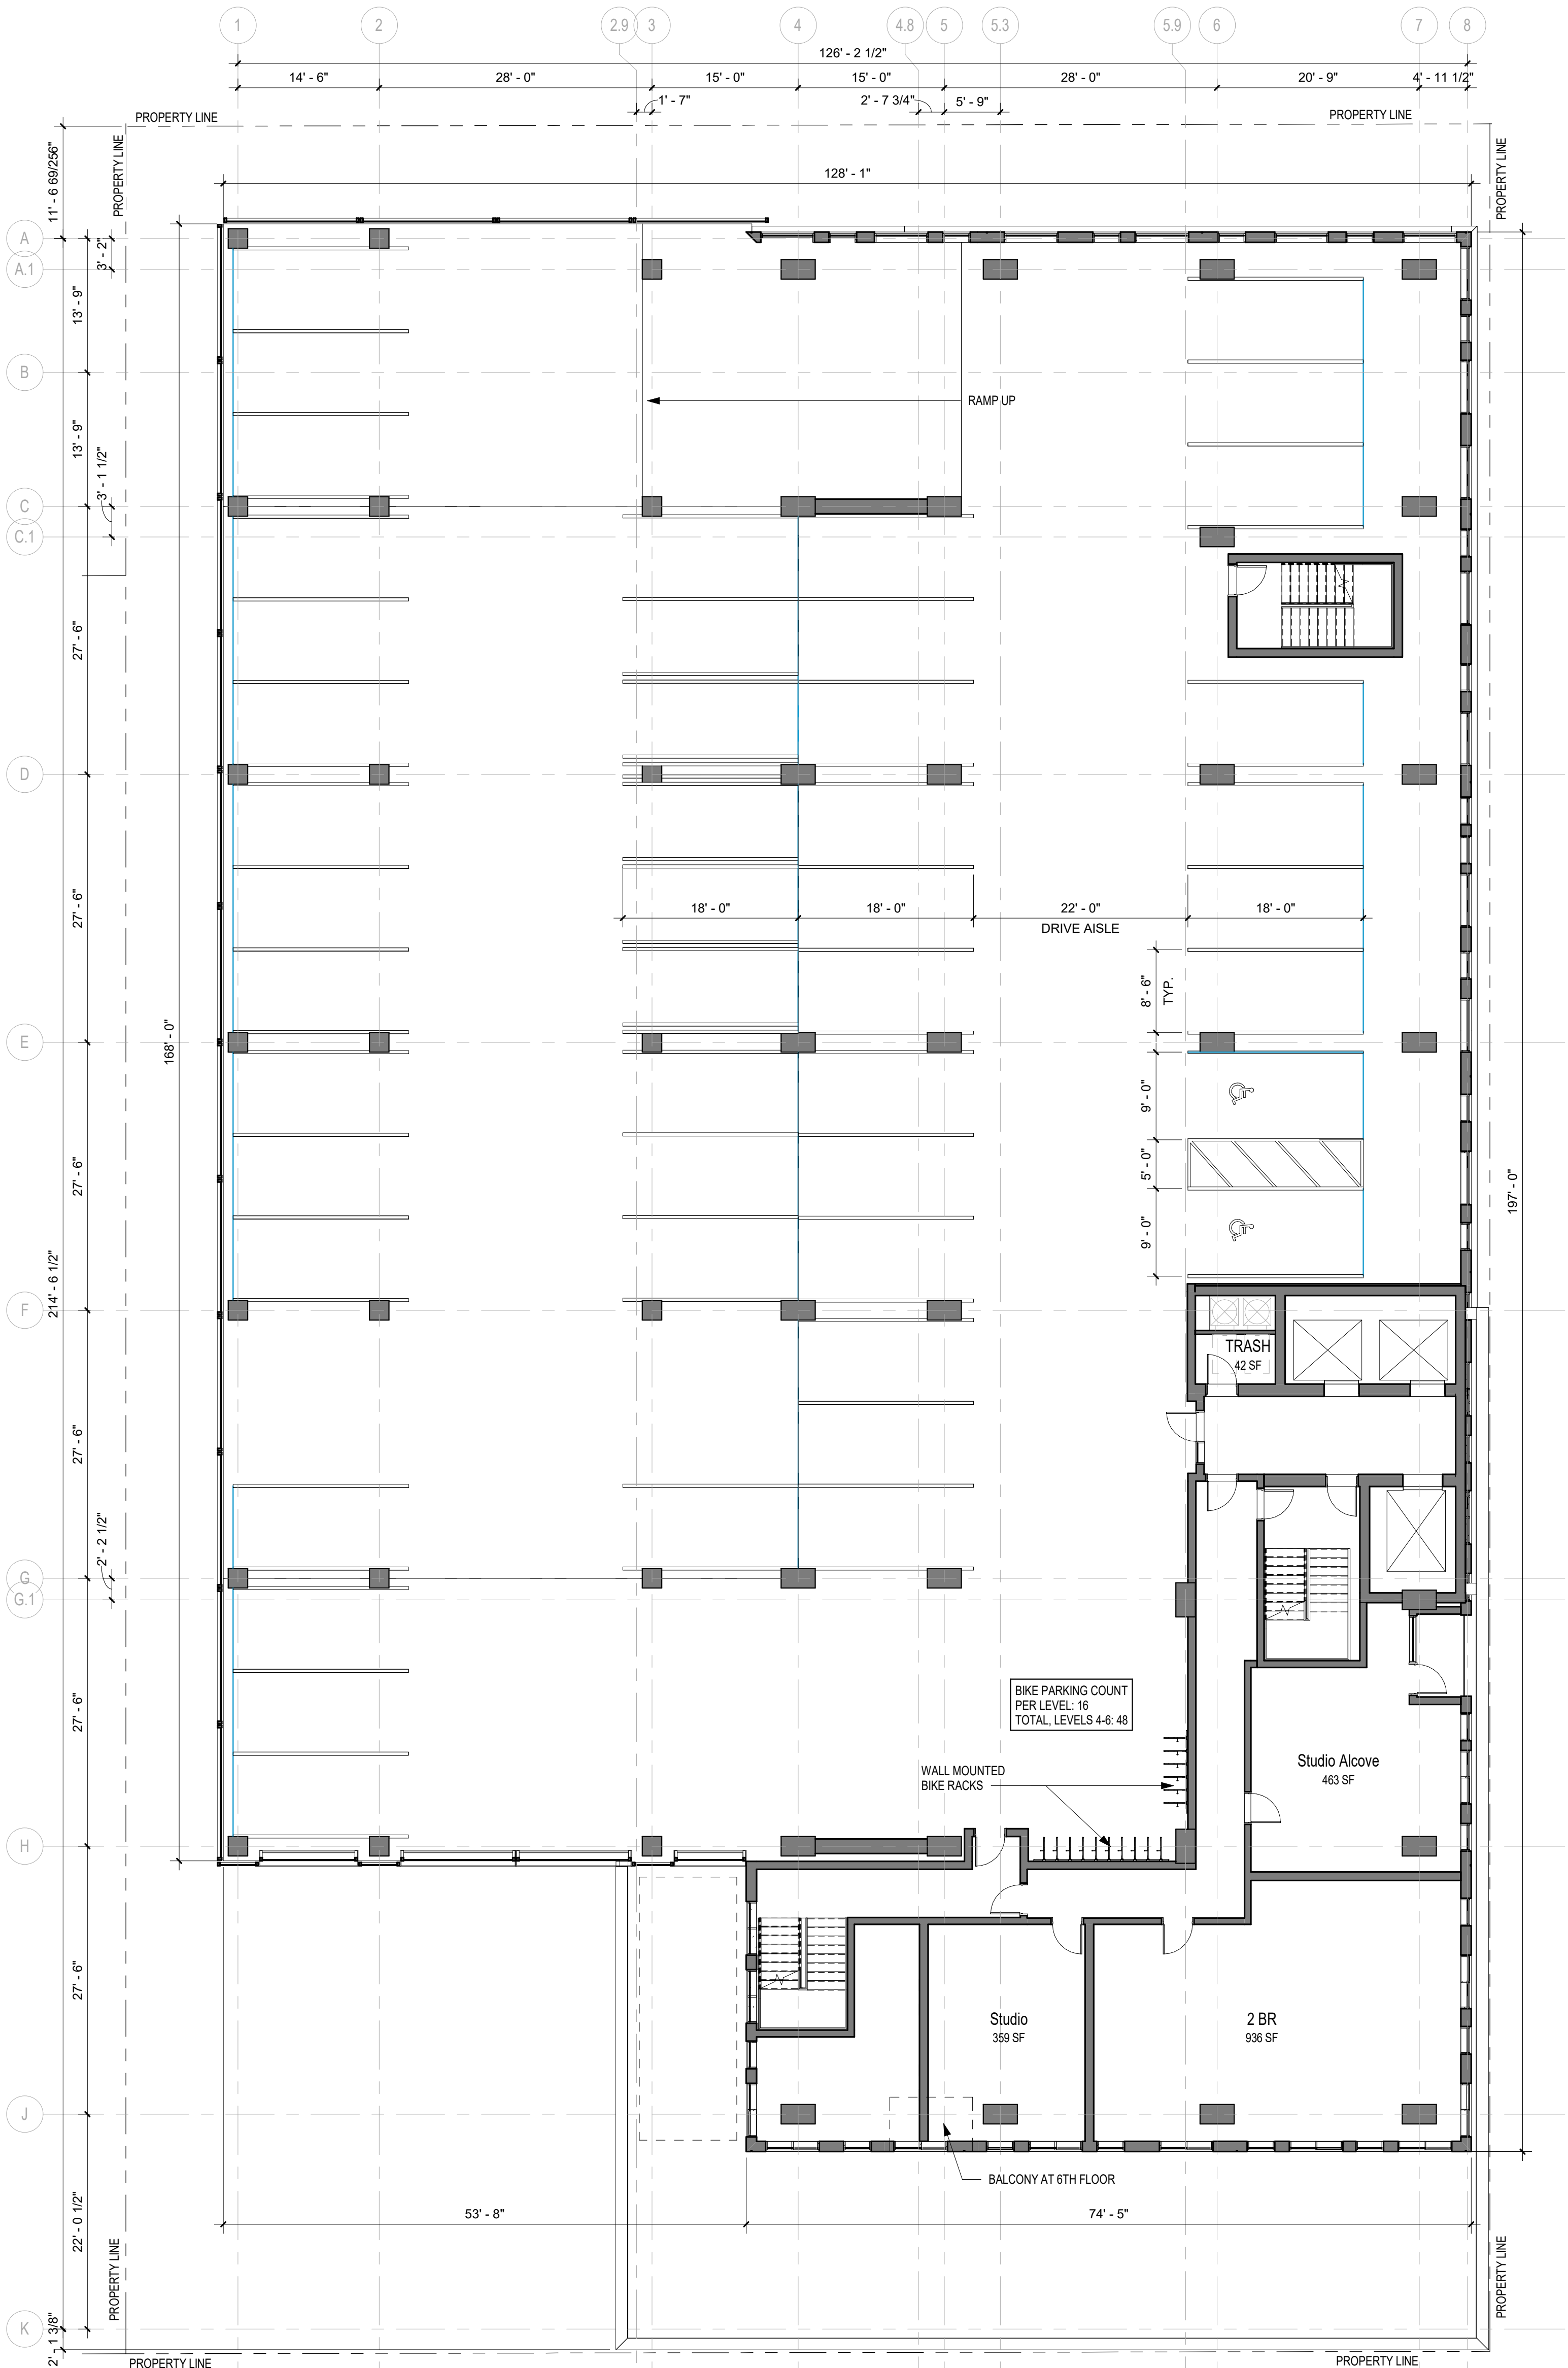 1
2
2.9
3
4
4.8
5
5.3
5.9
6
7
8
126' - 2 1/2"
14' - 6"
28' - 0"
15' - 0"
15' - 0"
28' - 0"
20' - 9"
4' - 11 1/2"
1' - 7"
2' - 7 3/4"
5' - 9"
PROPERTY LINE
PROPERTY LINE
PROPERTY LINE
PROPERTY LINE
11' - 6 69/256"
128' - 1"
A
3' - 2"
A.1
13' - 9"
B
RAMP UP
13' - 9"
3' - 1 1/2"
C
C.1
27' - 6"
D
27' - 6"
18' - 0"
18' - 0"
22' - 0"
18' - 0"
DRIVE AISLE
8' - 6"
TYP.
E
168' - 0"
9' - 0"
27' - 6"
5' - 0"
197' - 0"
9' - 0"
214' - 6 1/2"
F
TRASH
42 SF
27' - 6"
2' - 2 1/2"
G
G.1
27' - 6"
BIKE PARKING COUNT
PER LEVEL: 16
TOTAL, LEVELS 4-6: 48
Studio Alcove
463 SF
WALL MOUNTED
BIKE RACKS
H
27' - 6"
Studio
359 SF
2 BR
936 SF
J
BALCONY AT 6TH FLOOR
22' - 0 1/2"
53' - 8"
74' - 5"
PROPERTY LINE
PROPERTY LINE
K
2' - 1 3/8"
PROPERTY LINE
PROPERTY LINE